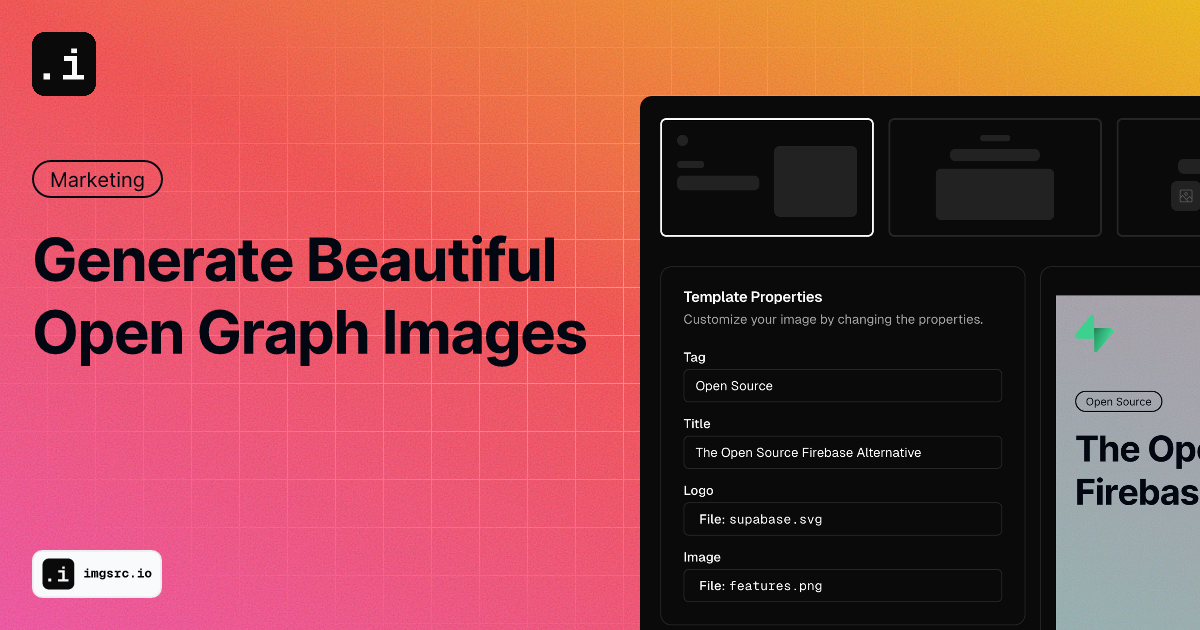 .i
Marketing
Generate Beautiful
Open Graph Images
.i imgsrc.io
Template Properties
Customize your image by changing the properties.
Tag
Open Source
Title
The Open Source Firebase Alternative
Logo
File: supabase.svg
Image
File: features.png
Open Source
The Op
Firebas